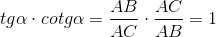 tgα · cotgα = AB/AC · AC/AB = 1